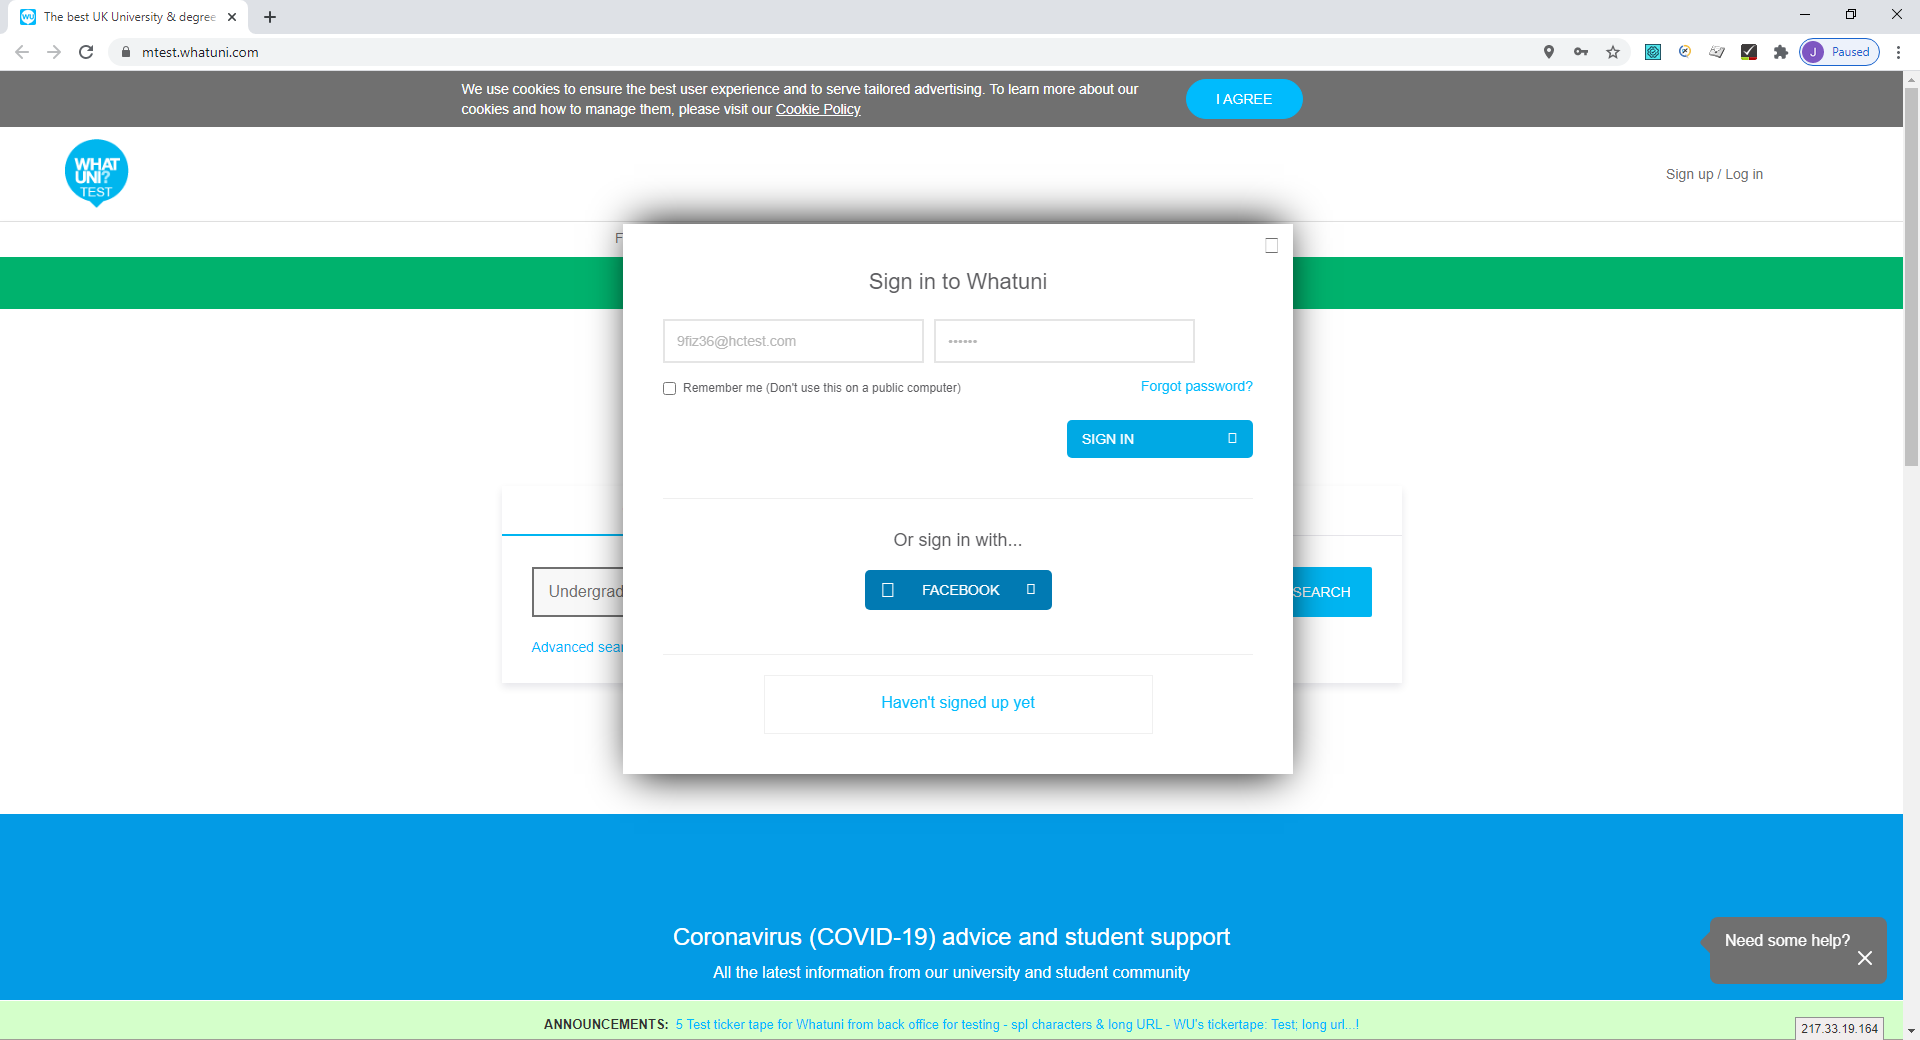 The best UK University & degree
mtest.whatuni.com
J Paused
We use cookies to ensure the best user experience and to serve tailored advertising. To learn more about our
cookies and how to manage them, please visit our Cookie Policy
I AGREE
WHAT
UNI?
TEST
Sign up / Log in
F
Sign in to Whatuni
9fiz36@hctest.com
••••••
Remember me (Don't use this on a public computer)
Forgot password?
SIGN IN
Or sign in with...
Undergrad
FACEBOOK
SEARCH
Advanced sear
Haven't signed up yet
Coronavirus (COVID-19) advice and student support
All the latest information from our university and student community
Need some help?
ANNOUNCEMENTS: 5 Test ticker tape for Whatuni from back office for testing - spl characters & long URL - WU's tickertape: Test; long url...!
217.33.19.164